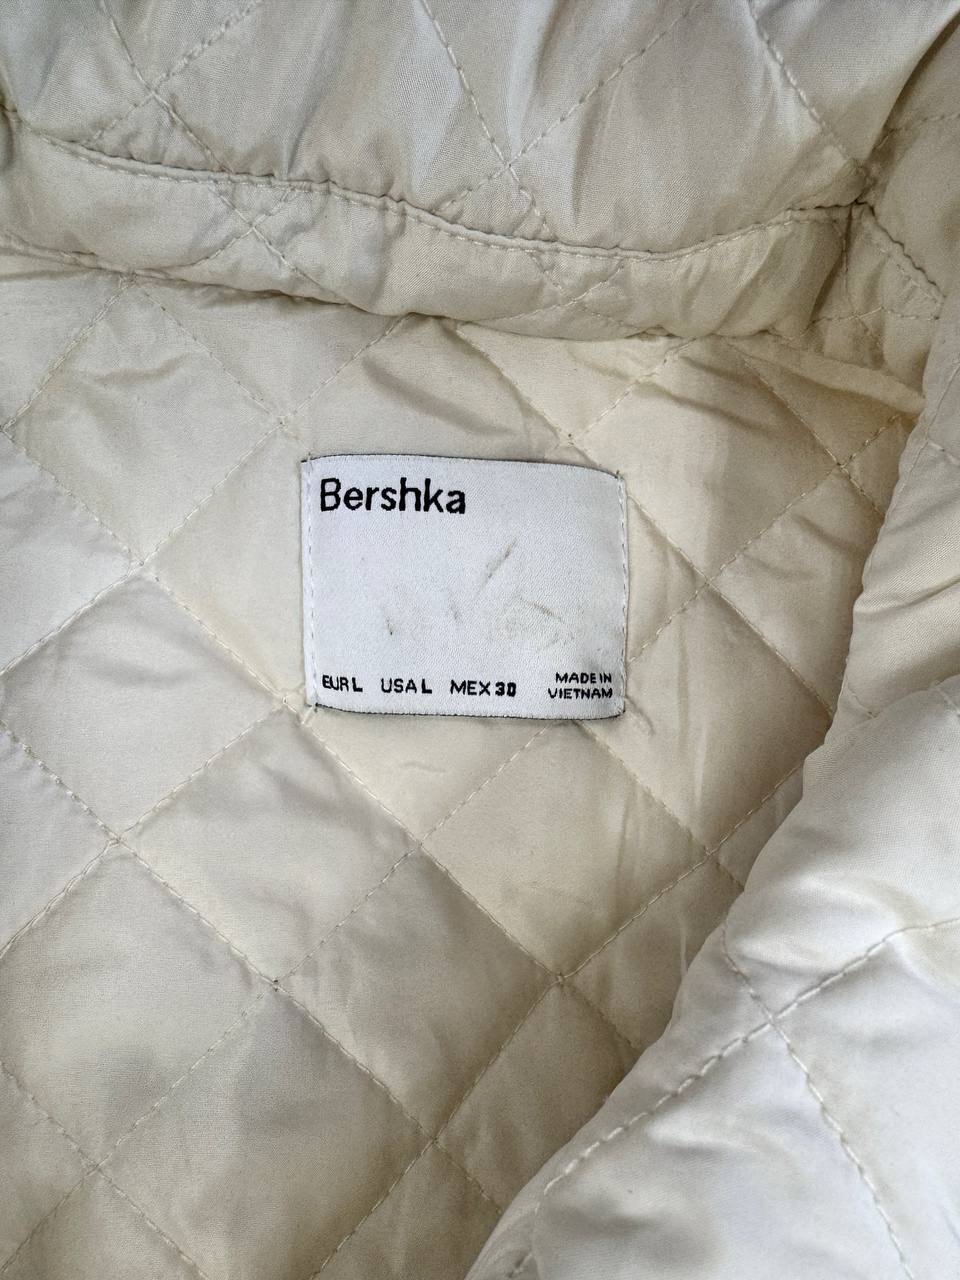 Bershka
EUR L USA L MEX 30 MADE IN
VIETNAM